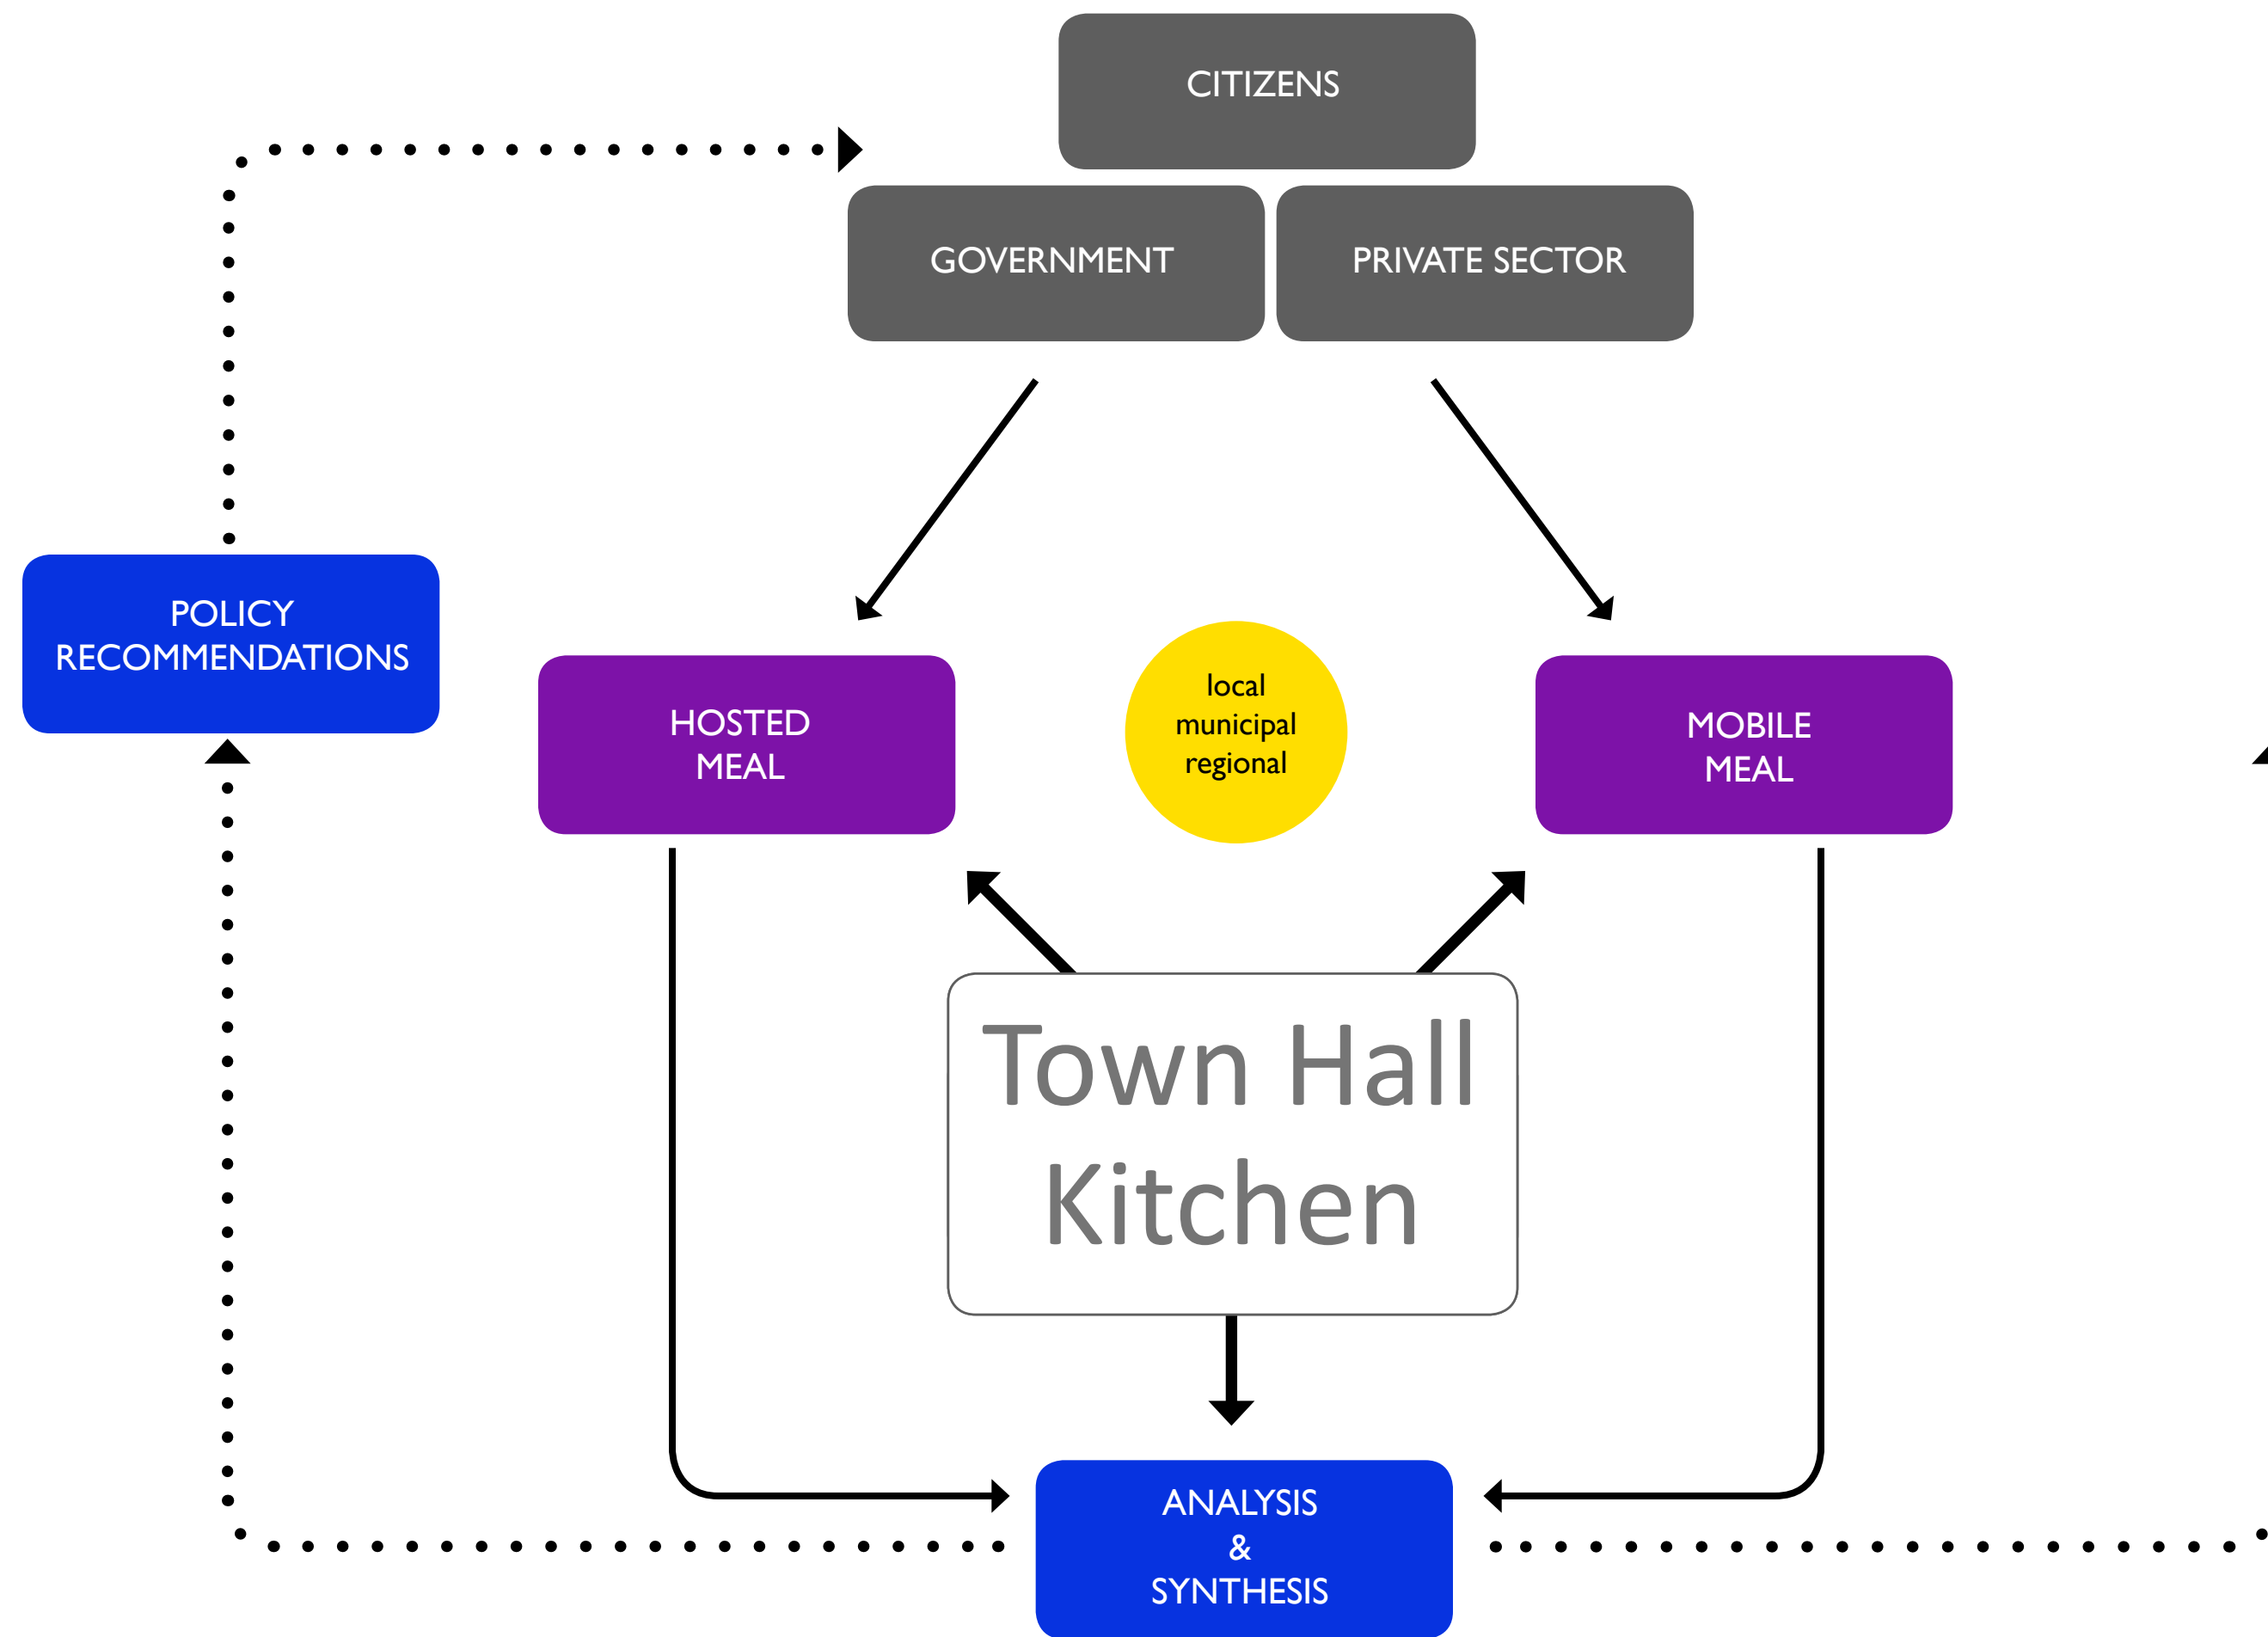 CITIZENS
GOVERNMENT
PRIVATE SECTOR
POLICY
RECOMMENDATIONS
HOSTED
MEAL
local
municipal
regional
MOBILE
MEAL
Town Hall
Kitchen
ANALYSIS
&
SYNTHESIS